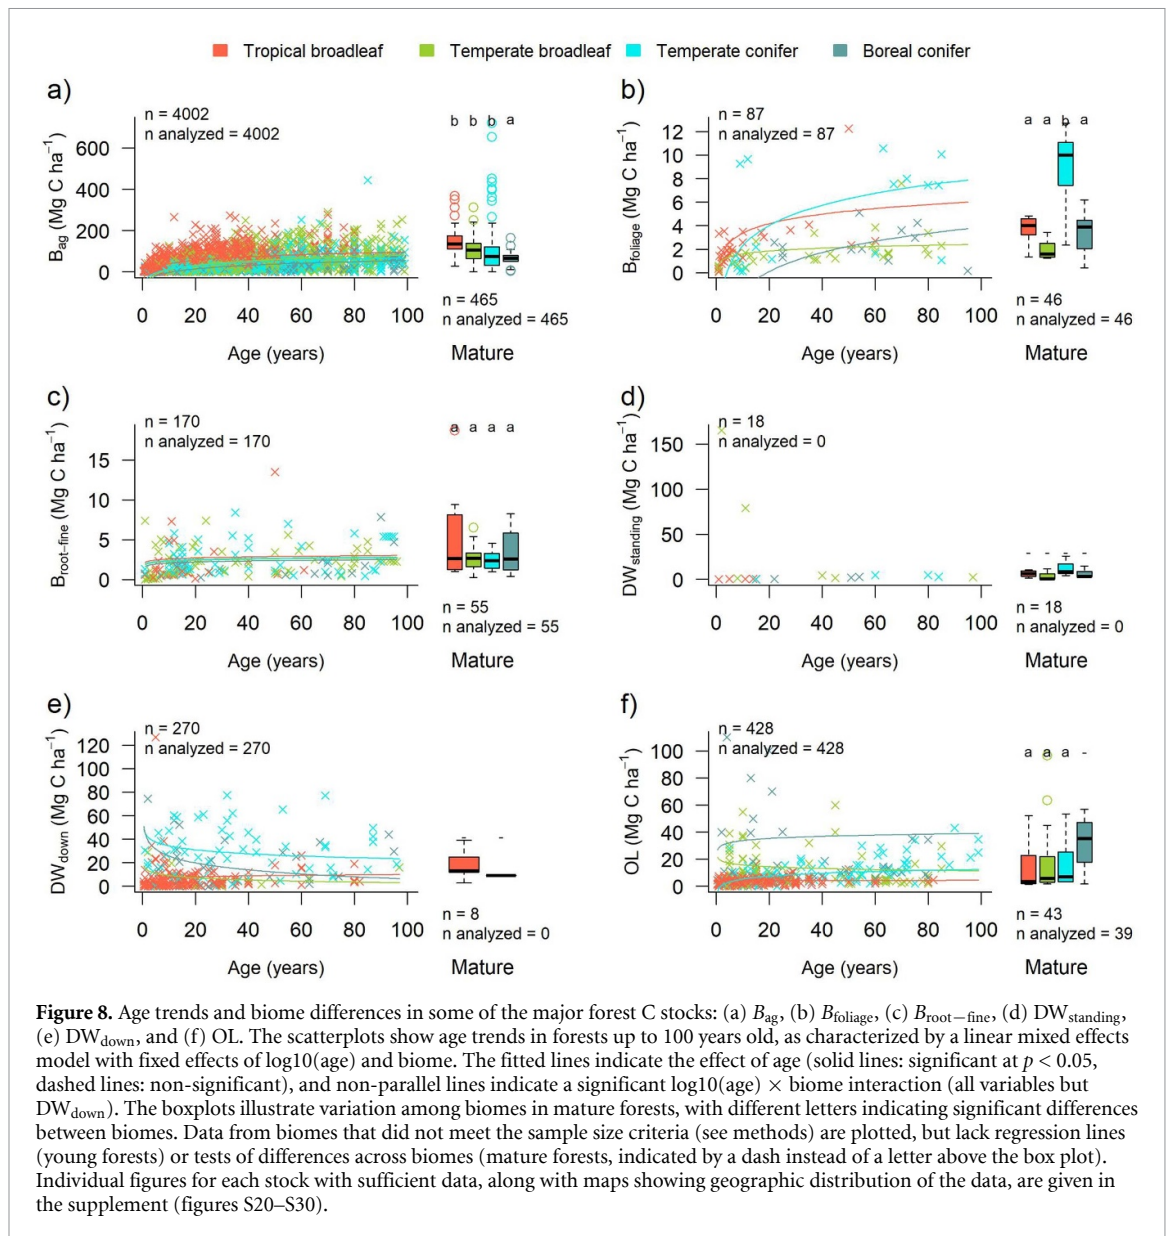 Tropical broadleaf Temperate broadleaf Temperate conifer Boreal conifer
a)
n = 4002
n analyzed = 4002
b b b a
B_ag (Mg C ha⁻¹)
600
400
200
0
0 20 40 60 80 100
Age (years)
n = 465
n analyzed = 465
Mature
b)
n = 87
n analyzed = 87
a a b a
B_foliage (Mg C ha⁻¹)
12
10
8
6
4
2
0
0 20 40 60 80 100
Age (years)
n = 46
n analyzed = 46
Mature
c)
n = 170
n analyzed = 170
a a a a
B_root−fine (Mg C ha⁻¹)
15
10
5
0
0 20 40 60 80 100
Age (years)
n = 55
n analyzed = 55
Mature
d)
n = 18
n analyzed = 0
- - - -
DW_standing (Mg C ha⁻¹)
150
100
50
0
0 20 40 60 80 100
Age (years)
n = 18
n analyzed = 0
Mature
e)
n = 270
n analyzed = 270
- -
DW_down (Mg C ha⁻¹)
120
100
80
60
40
20
0
0 20 40 60 80 100
Age (years)
n = 8
n analyzed = 0
Mature
f)
n = 428
n analyzed = 428
a a a -
OL (Mg C ha⁻¹)
100
80
60
40
20
0
0 20 40 60 80 100
Age (years)
n = 43
n analyzed = 39
Mature
Figure 8. Age trends and biome differences in some of the major forest C stocks: (a) B_ag, (b) B_foliage, (c) B_root−fine, (d) DW_standing,
(e) DW_down, and (f) OL. The scatterplots show age trends in forests up to 100 years old, as characterized by a linear mixed effects
model with fixed effects of log10(age) and biome. The fitted lines indicate the effect of age (solid lines: significant at p < 0.05,
dashed lines: non-significant), and non-parallel lines indicate a significant log10(age) × biome interaction (all variables but
DW_down). The boxplots illustrate variation among biomes in mature forests, with different letters indicating significant differences
between biomes. Data from biomes that did not meet the sample size criteria (see methods) are plotted, but lack regression lines
(young forests) or tests of differences across biomes (mature forests, indicated by a dash instead of a letter above the box plot).
Individual figures for each stock with sufficient data, along with maps showing geographic distribution of the data, are given in
the supplement (figures S20–S30).